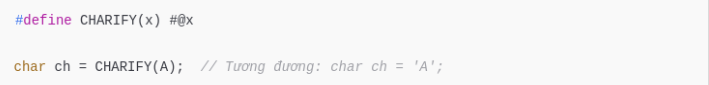 #define CHARIFY(x) #@x
char ch = CHARIFY(A);  // Tương đương: char ch = 'A';